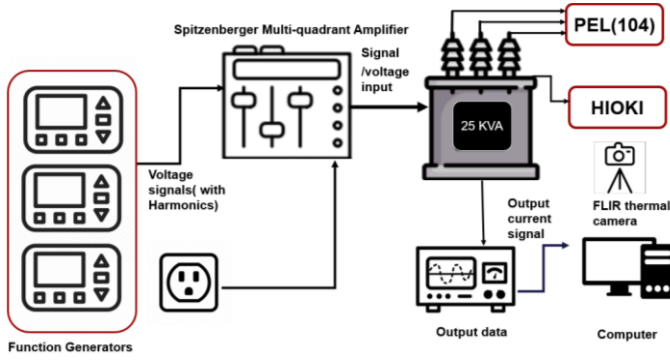 Spitzenberger Multi-quadrant Amplifier
PEL(104)
Signal
/voltage
input
HIOKI
25 KVA
Voltage
signals( with
Harmonics)
Output
current
signal
FLIR thermal
camera
Function Generators
Output data
Computer